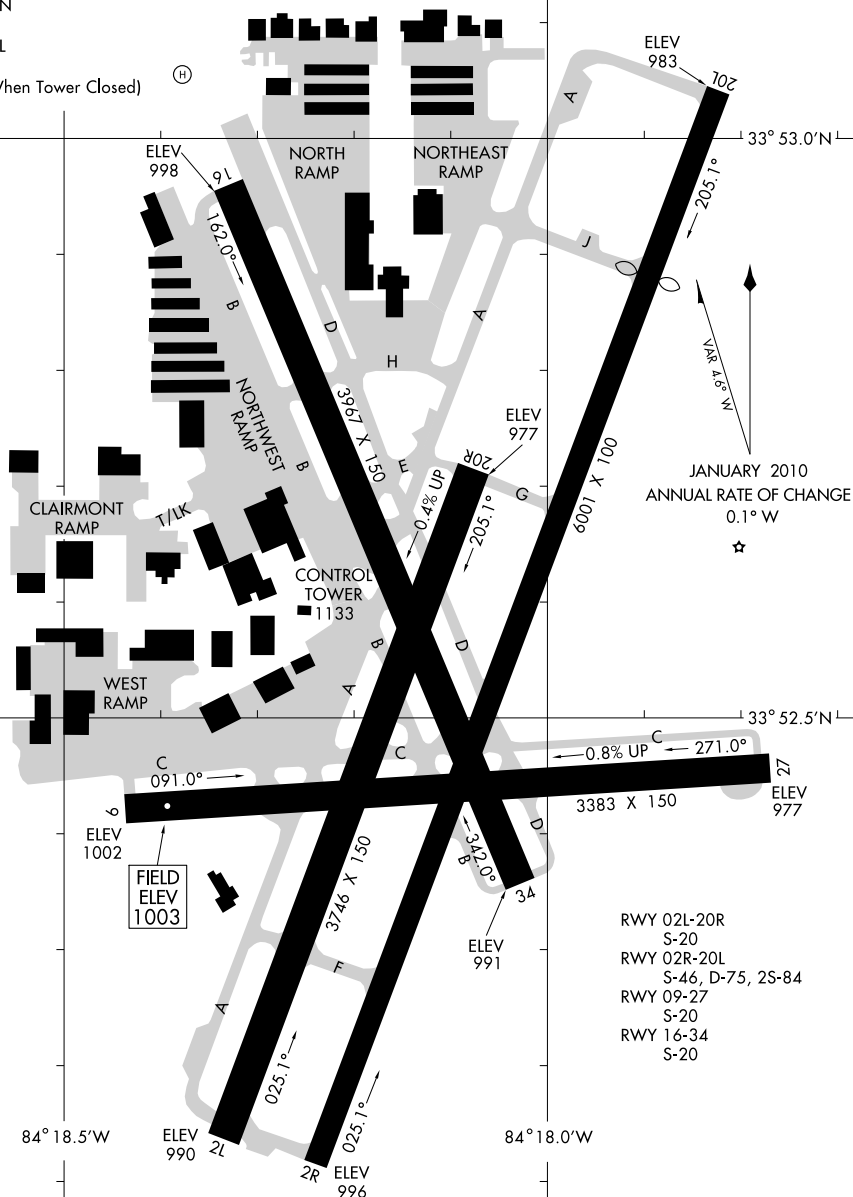 N
L
hen Tower Closed)
H
ELEV
983
20L
A
33° 53.0'N
ELEV
998
16
NORTH
RAMP
NORTHEAST
RAMP
205.1°
162.0°
J
B
D
A
VAR 4.6° W
H
3967 X 150
NORTHWEST
RAMP
ELEV
977
20R
B
E
0.4% UP
205.1°
G
6001 X 100
JANUARY 2010
ANNUAL RATE OF CHANGE
0.1° W
CLAIRMONT
RAMP
T/LK
CONTROL
TOWER
1133
B
D
A
WEST
RAMP
33° 52.5'N
C
091.0°
C
0.8% UP
C
271.0°
9
27
ELEV
977
3383 X 150
ELEV
1002
FIELD
ELEV
1003
3746 X 150
342.0°
B
D
34
ELEV
991
RWY 02L-20R
S-20
RWY 02R-20L
S-46, D-75, 2S-84
RWY 09-27
S-20
RWY 16-34
S-20
F
A
025.1°
025.1°
84° 18.5'W
ELEV
990
2L
2R
ELEV
996
84° 18.0'W